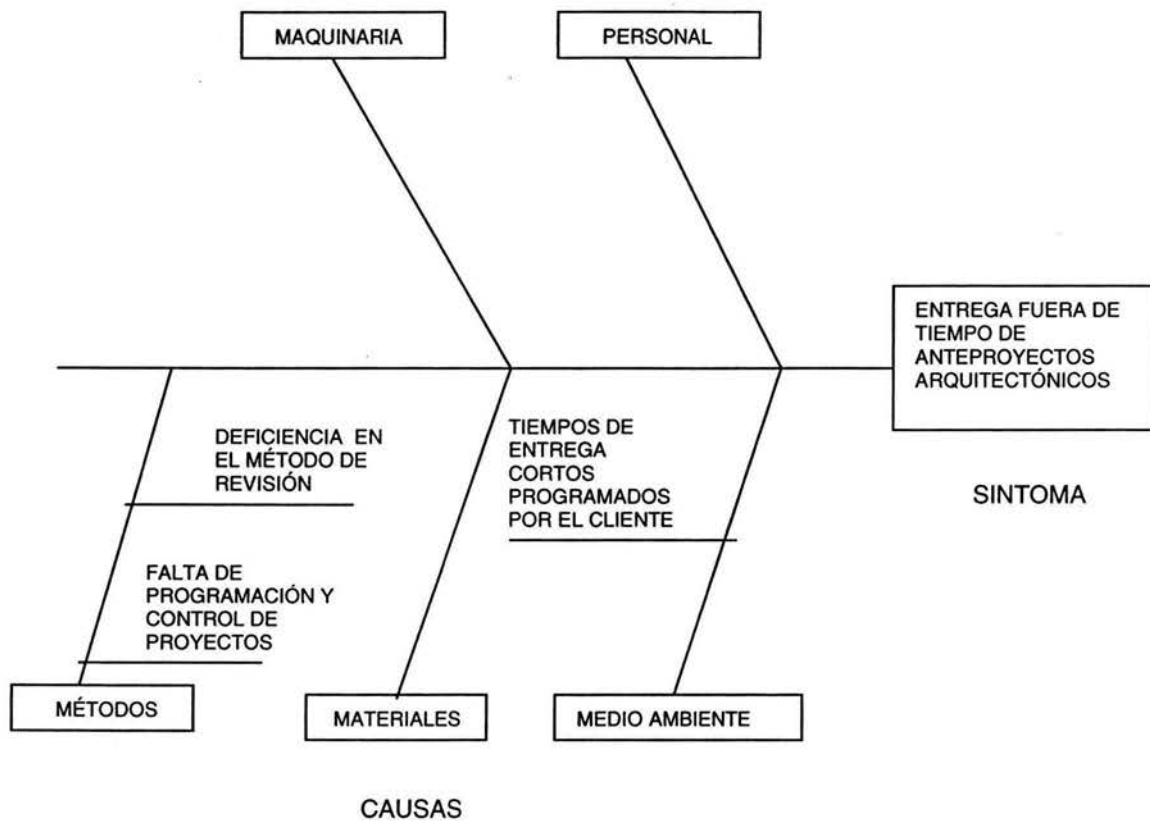 MAQUINARIA
PERSONAL
ENTREGA FUERA DE
TIEMPO DE
ANTEPROYECTOS
ARQUITECTÓNICOS
SINTOMA
DEFICIENCIA EN
EL MÉTODO DE
REVISIÓN
TIEMPOS DE
ENTREGA
CORTOS
PROGRAMADOS
POR EL CLIENTE
FALTA DE
PROGRAMACIÓN Y
CONTROL DE
PROYECTOS
MÉTODOS
MATERIALES
MEDIO AMBIENTE
CAUSAS